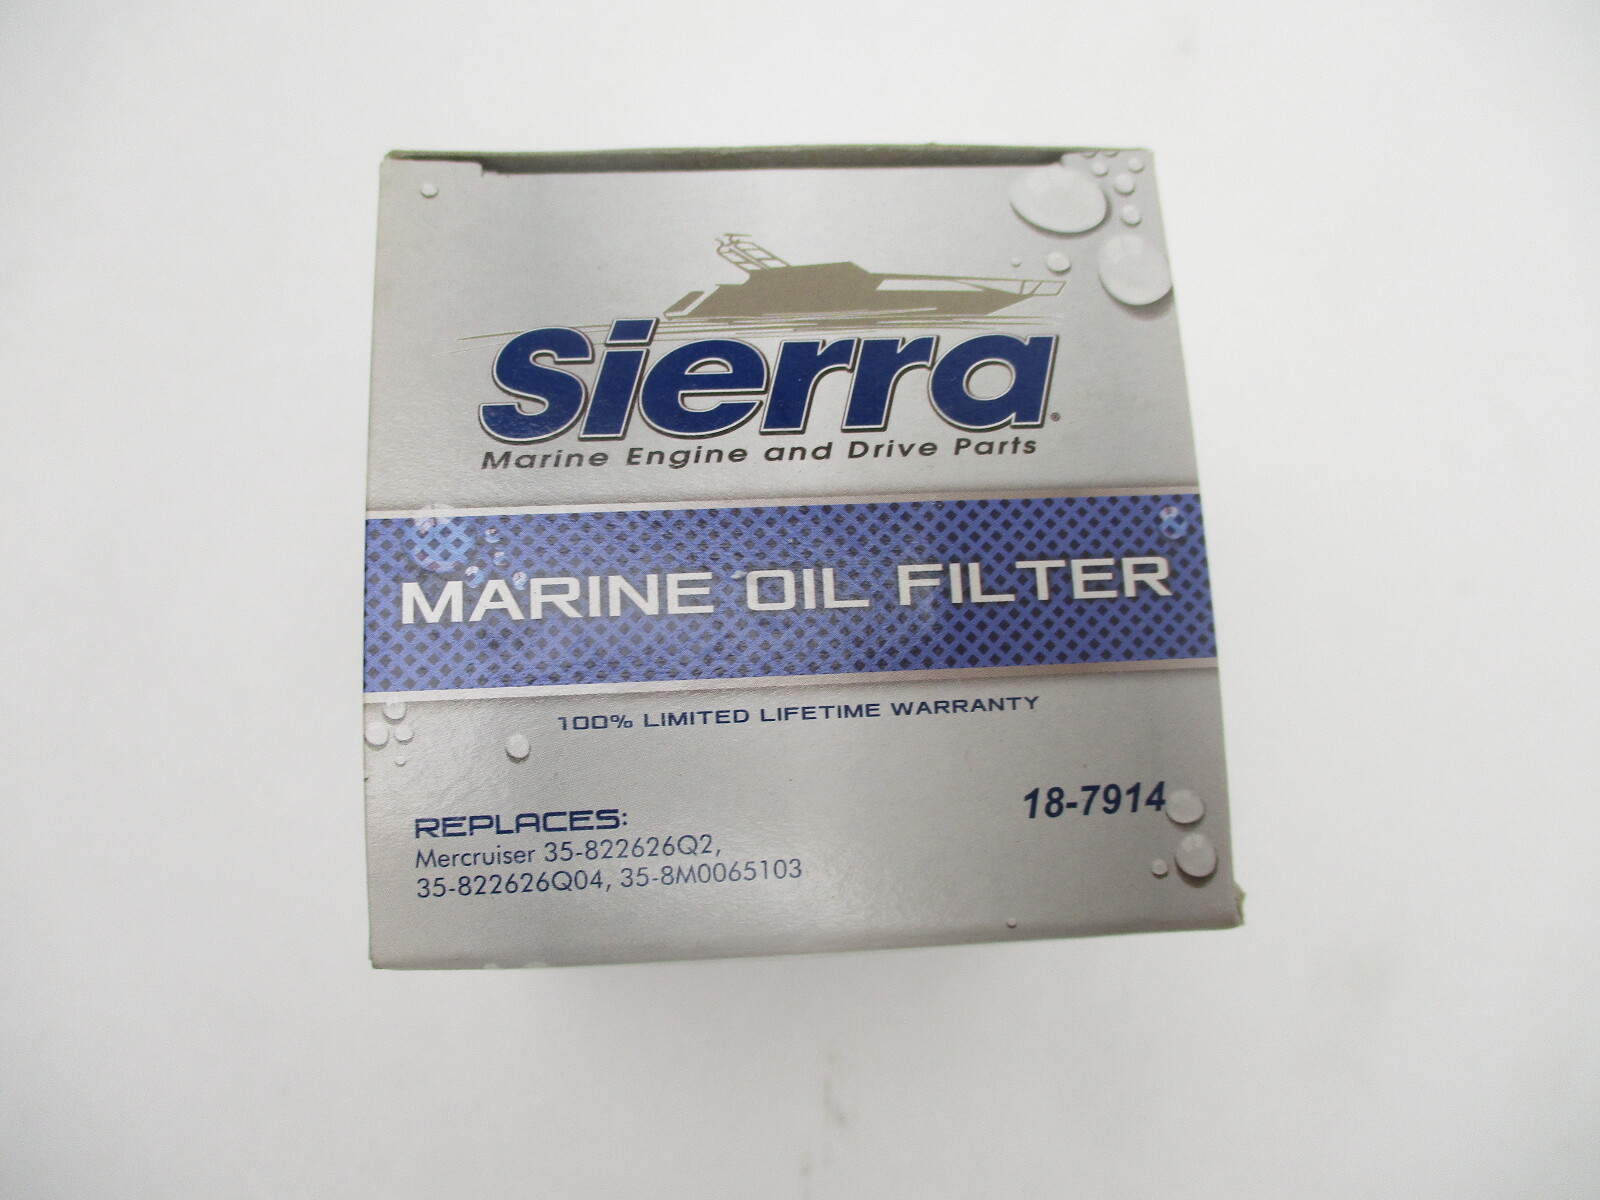 Sierra®
Marine Engine and Drive Parts
MARINE OIL FILTER
100% LIMITED LIFETIME WARRANTY
18-7914
REPLACES:
Mercruiser 35-822626Q2,
35-822626Q04, 35-8M0065103